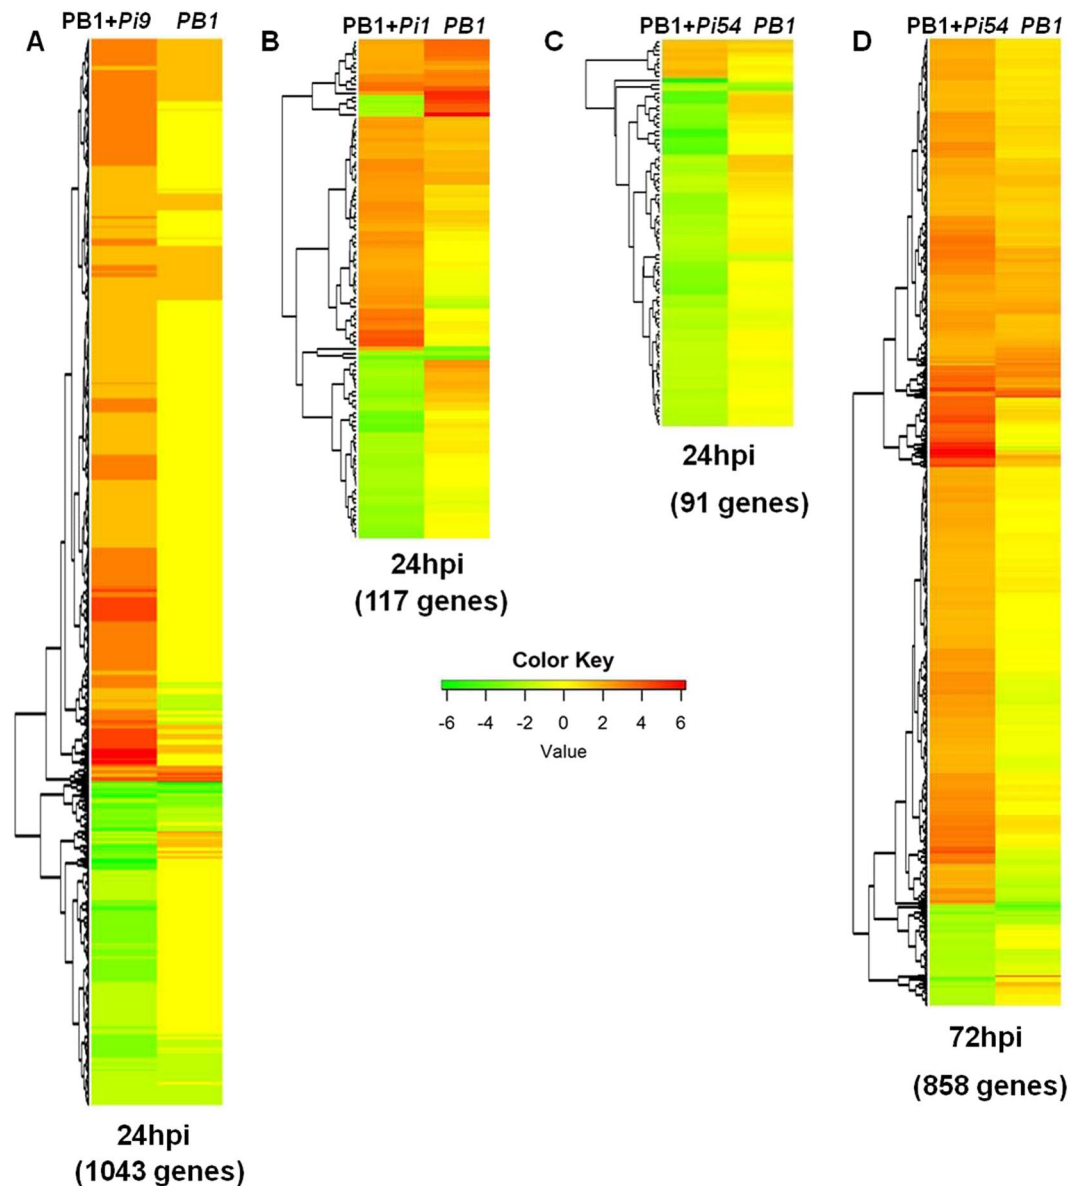 A PB1+Pi9 PB1
B PB1+Pi1 PB1
C PB1+Pi54 PB1
D PB1+Pi54 PB1
24hpi
(91 genes)
24hpi
(117 genes)
Color Key
-6 -4 -2 0 2 4 6
Value
72hpi
(858 genes)
24hpi
(1043 genes)